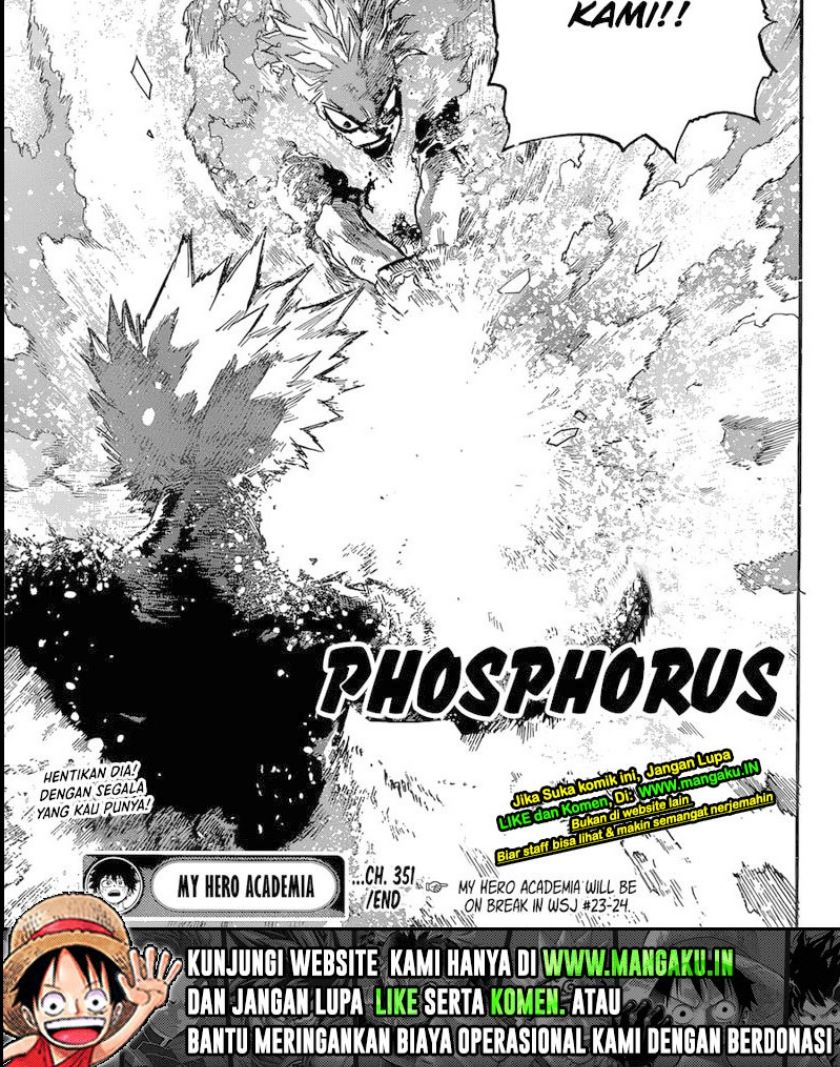 KAMI!!
PHOSPHORUS
HENTIKAN DIA!
DENGAN SEGALA
YANG KAU PUNYA!
Jika Suka komik ini, Jangan Lupa
LIKE dan Komen, Di: WWW.mangaku.IN
Bukan di website lain
Biar staff bisa lihat & makin semangat nerjemahin
MY HERO ACADEMIA
...CH. 351
/END
☞ MY HERO ACADEMIA WILL BE
ON BREAK IN WSJ #23-24.
KUNJUNGI WEBSITE KAMI HANYA DI WWW.MANGAKU.IN
DAN JANGAN LUPA LIKE SERTA KOMEN. ATAU
BANTU MERINGANKAN BIAYA OPERASIONAL KAMI DENGAN BERDONASI